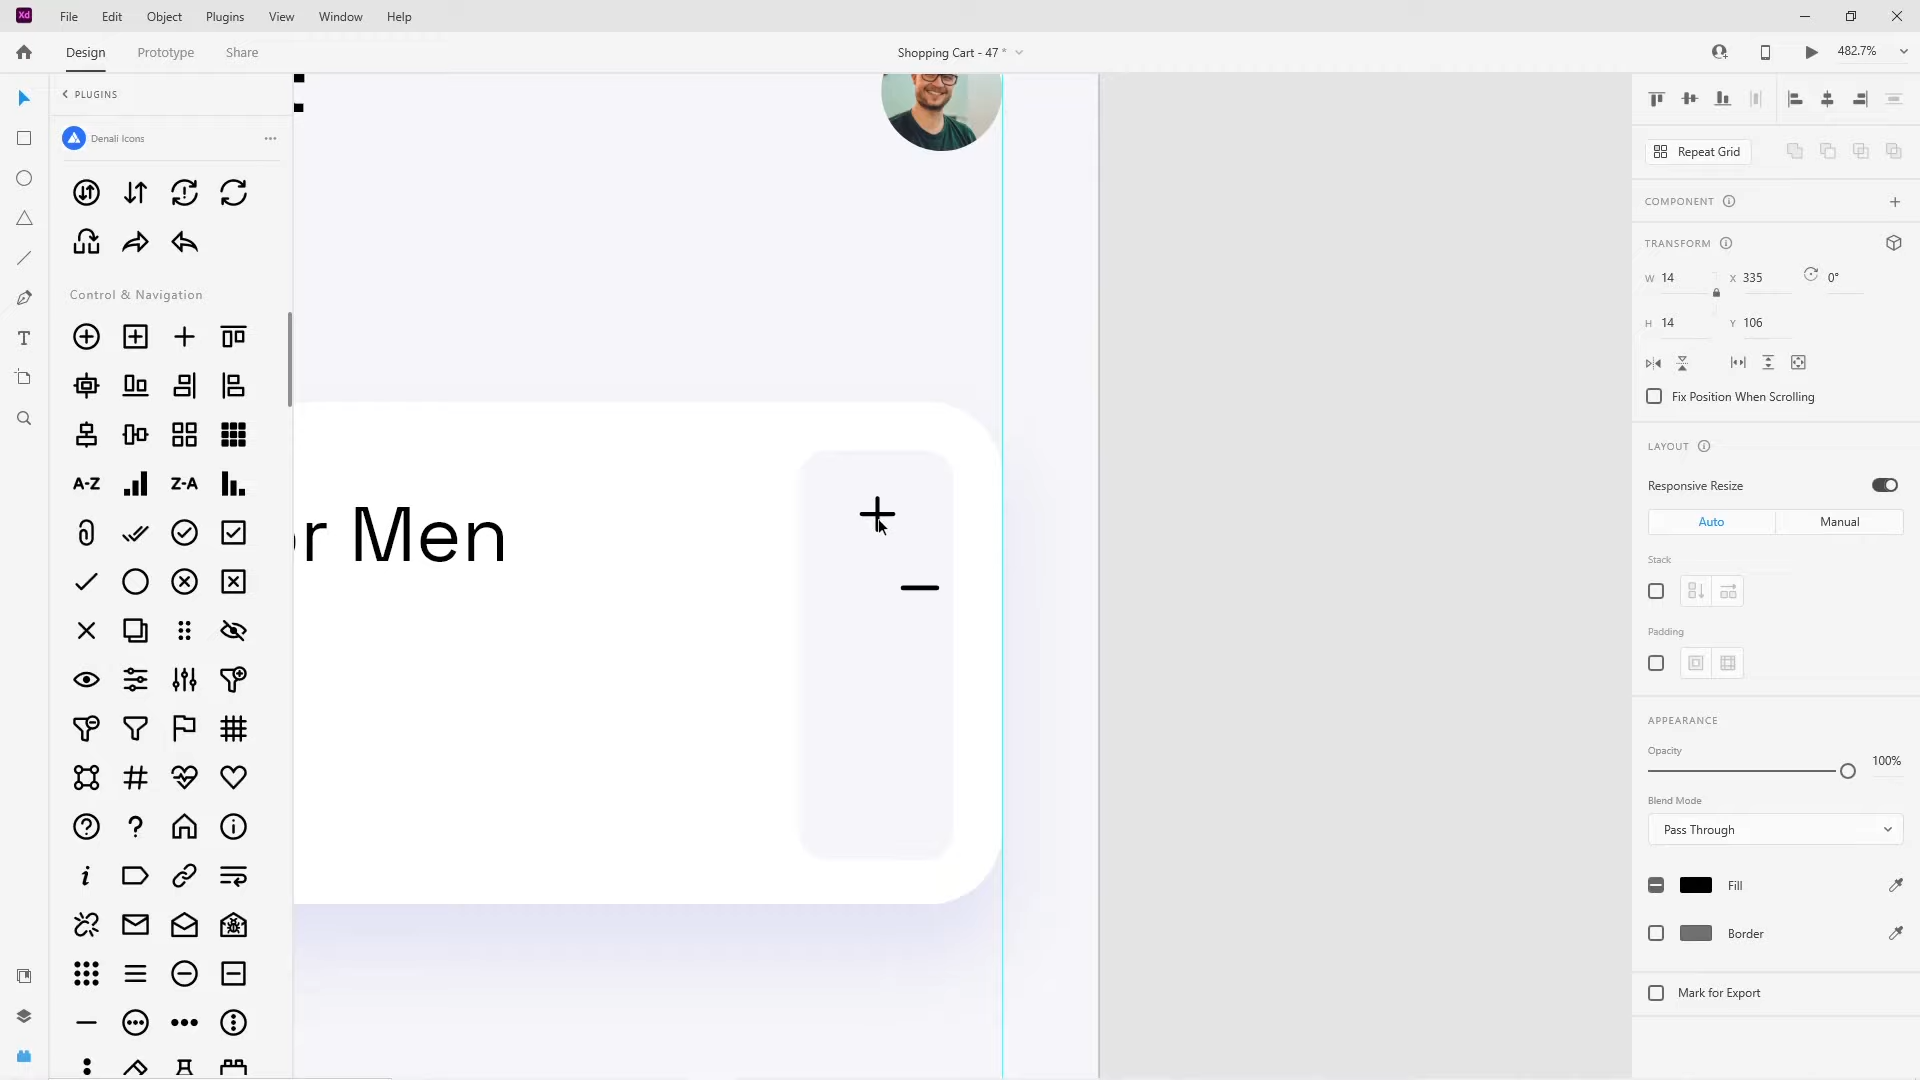 Xd File Edit Object Plugins View Window Help
Design Prototype Share Shopping Cart - 47 * 482.7%
PLUGINS
Denali Icons
Control & Navigation
A-Z Z-A
or Men
Repeat Grid
COMPONENT
TRANSFORM
W 14 X 335 0°
H 14 Y 106
Fix Position When Scrolling
LAYOUT
Responsive Resize
Auto Manual
Stack
Padding
APPEARANCE
Opacity
100%
Blend Mode
Pass Through
Fill
Border
Mark for Export